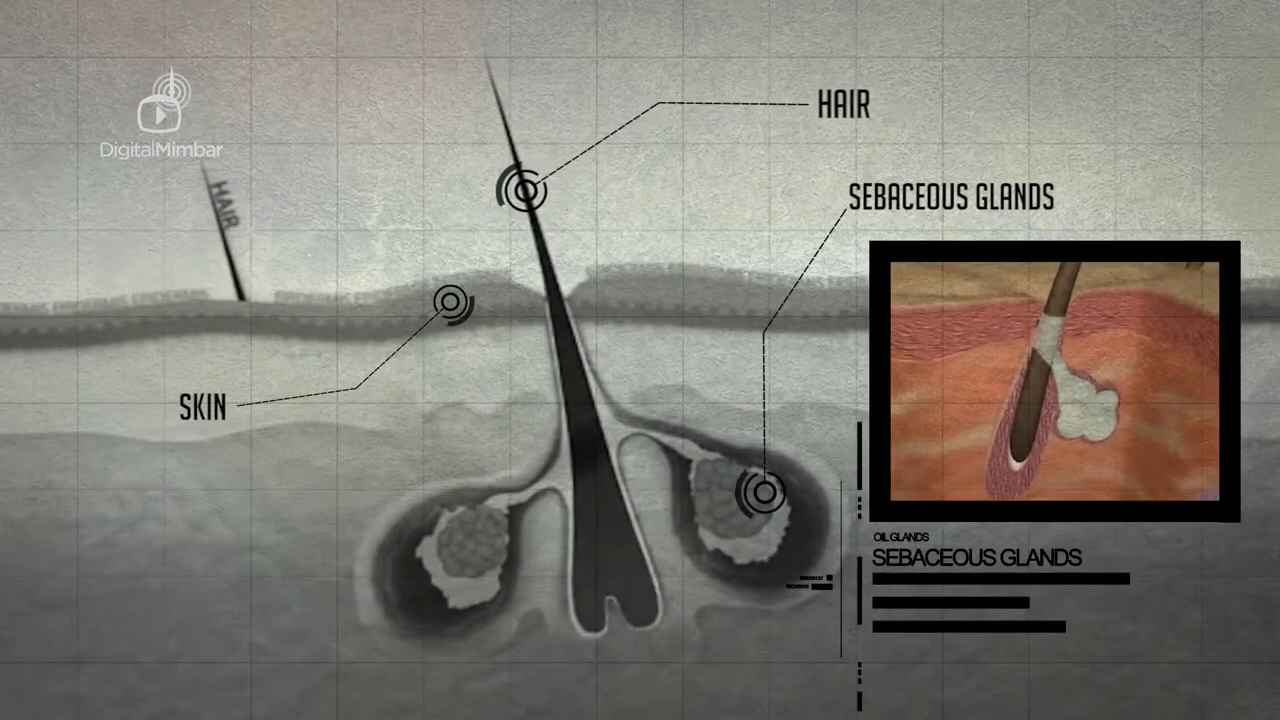 DigitalMimbar
HAIR
HAIR
SEBACEOUS GLANDS
SKIN
OIL GLANDS
SEBACEOUS GLANDS